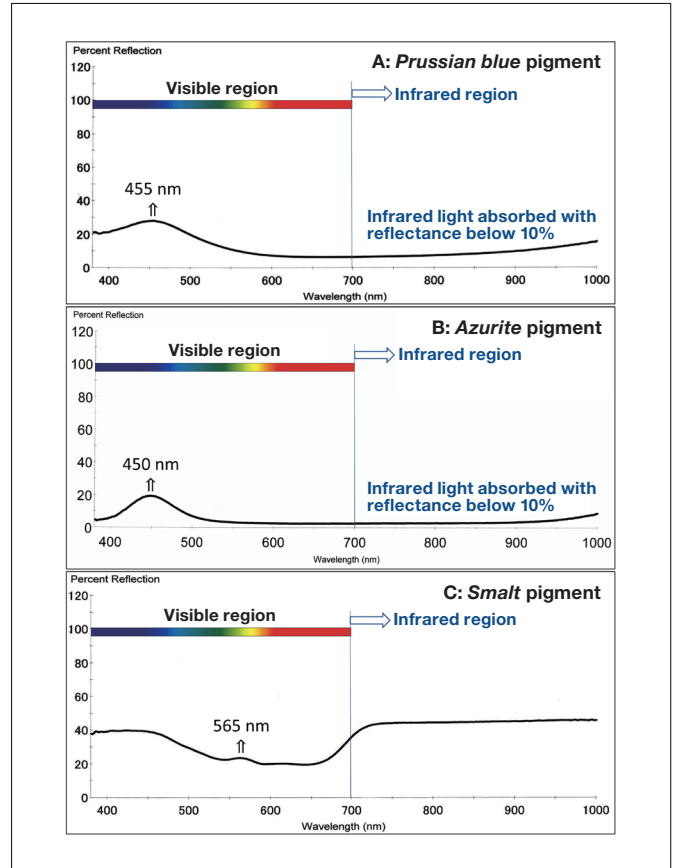 Percent Reflection
A: Prussian blue pigment
120
Visible region
Infrared region
100
80
60
455 nm
⇑
40
Infrared light absorbed with
reflectance below 10%
20
0
400 500 600 700 800 900 1000
Wavelength (nm)
Percent Reflection
B: Azurite pigment
120
Visible region
Infrared region
100
80
60
450 nm
⇑
40
Infrared light absorbed with
reflectance below 10%
20
0
400 500 600 700 800 900 1000
Wavelength (nm)
Percent Reflection
C: Smalt pigment
120
Visible region
Infrared region
100
80
60
565 nm
⇑
40
20
0
400 500 600 700 800 900 1000
Wavelength (nm)